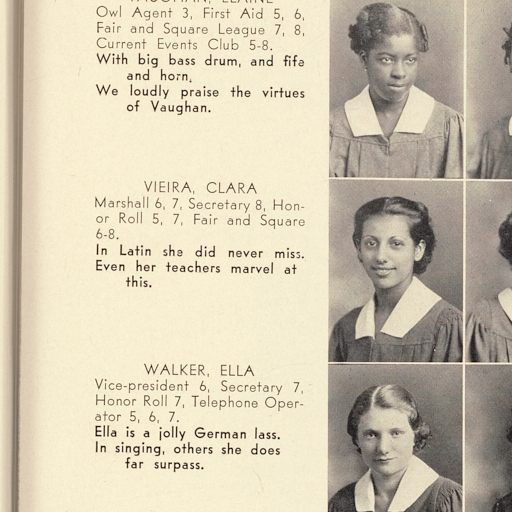 VAUGHAN, ELAINE
Owl Agent 3, First Aid 5, 6,
Fair and Square League 7, 8,
Current Events Club 5-8.
With big bass drum, and fife
and horn,
We loudly praise the virtues
of Vaughan.
VIEIRA, CLARA
Marshall 6, 7, Secretary 8, Hon-
or Roll 5, 7, Fair and Square
6-8.
In Latin she did never miss.
Even her teachers marvel at
this.
WALKER, ELLA
Vice-president 6, Secretary 7,
Honor Roll 7, Telephone Oper-
ator 5, 6, 7.
Ella is a jolly German lass.
In singing, others she does
far surpass.